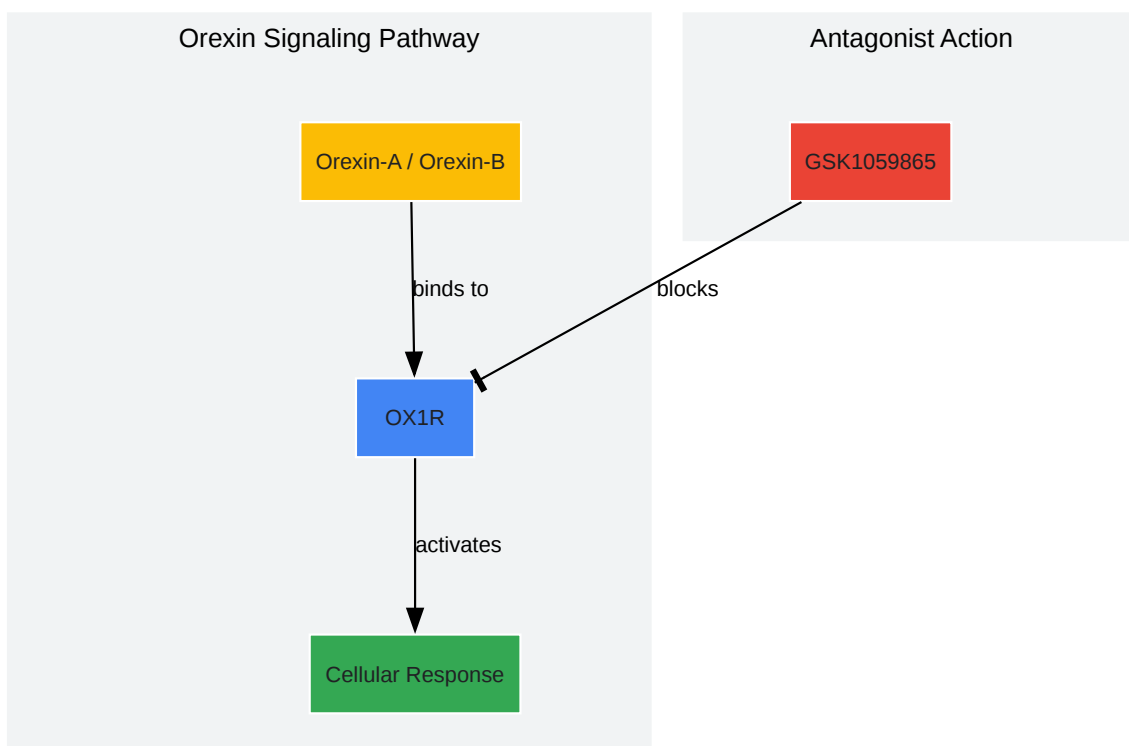 Orexin Signaling Pathway
Antagonist Action
Orexin-A / Orexin-B
GSK1059865
binds to
blocks
OX1R
activates
Cellular Response